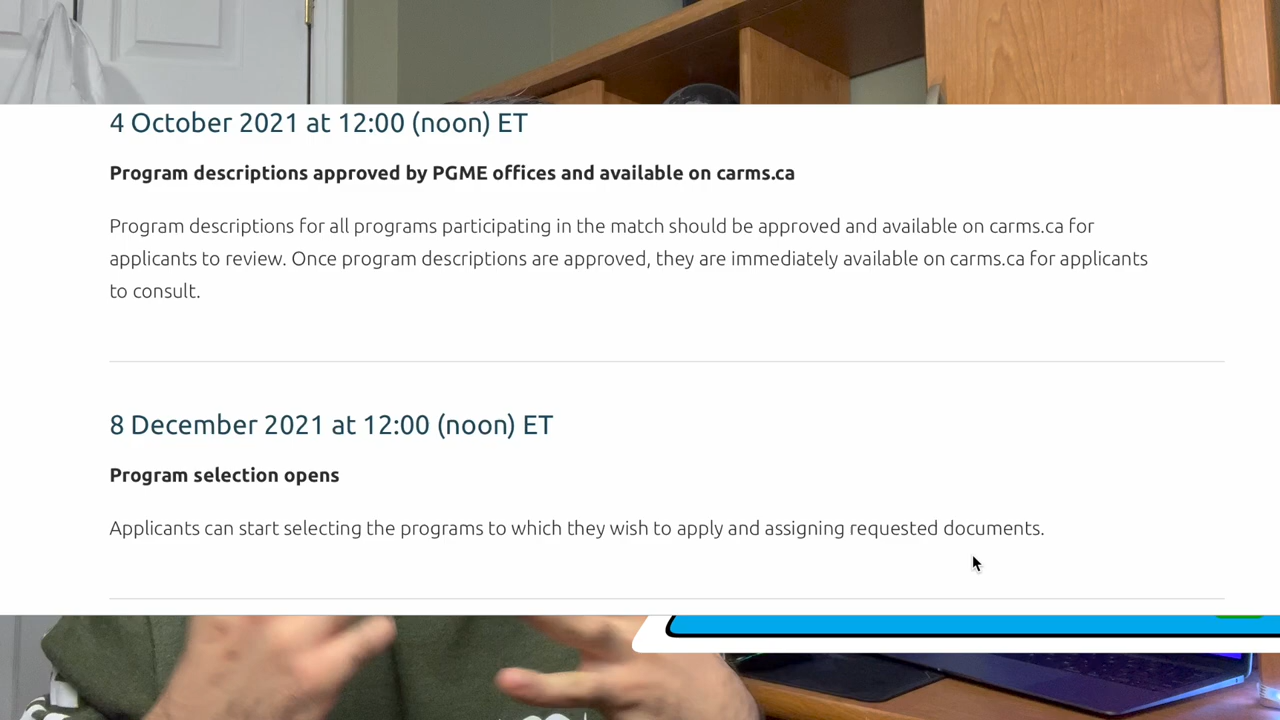 4 October 2021 at 12:00 (noon) ET
Program descriptions approved by PGME offices and available on carms.ca
Program descriptions for all programs participating in the match should be approved and available on carms.ca for
applicants to review. Once program descriptions are approved, they are immediately available on carms.ca for applicants
to consult.
8 December 2021 at 12:00 (noon) ET
Program selection opens
Applicants can start selecting the programs to which they wish to apply and assigning requested documents.